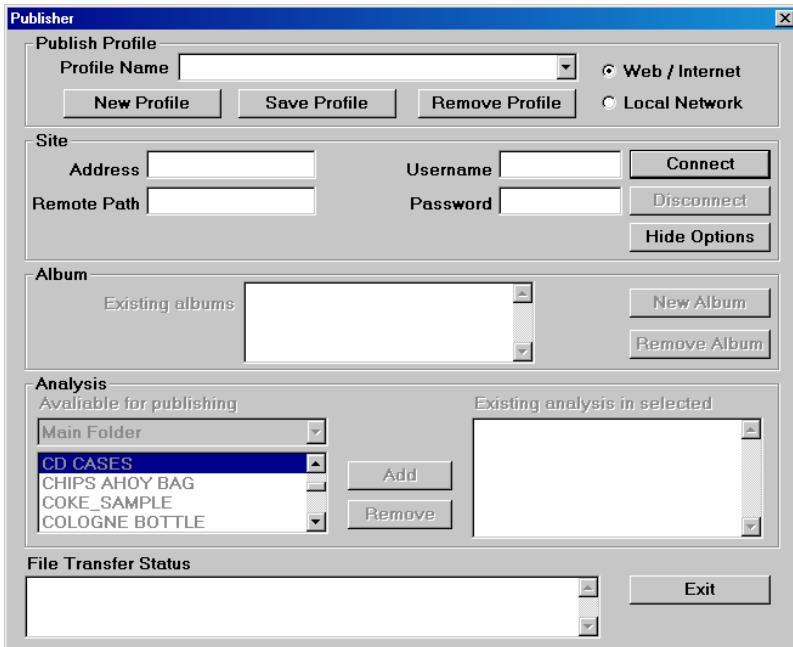 Publisher
Publish Profile
Profile Name
Web / Internet
New Profile Save Profile Remove Profile Local Network
Site
Address Username Connect
Remote Path Password Disconnect
Hide Options
Album
Existing albums New Album
Remove Album
Analysis
Avaliable for publishing Existing analysis in selected
Main Folder
CD CASES
CHIPS AHOY BAG Add
COKE_SAMPLE
COLOGNE BOTTLE Remove
File Transfer Status
Exit